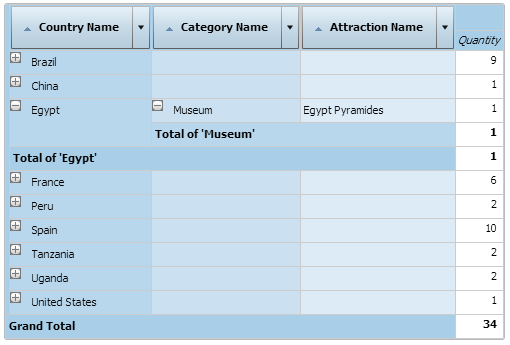 Country Name Category Name Attraction Name
Quantity
Brazil 9
China 1
Egypt Museum Egypt Pyramides 1
Total of 'Museum' 1
Total of 'Egypt' 1
France 6
Peru 2
Spain 10
Tanzania 2
Uganda 2
United States 1
Grand Total 34